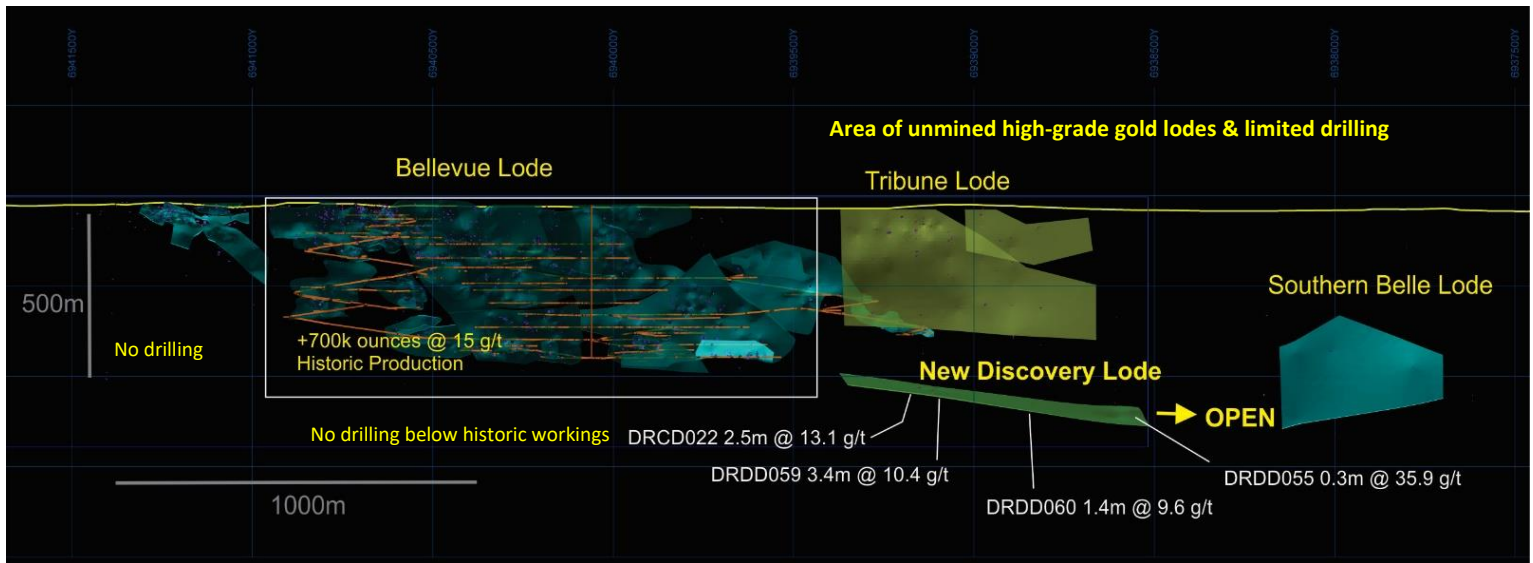 6941500Y
6941000Y
6940500Y
6940000Y
6939500Y
6939000Y
6938500Y
6938000Y
6937500Y
Area of unmined high-grade gold lodes & limited drilling
Bellevue Lode
Tribune Lode
Southern Belle Lode
500m
No drilling
+700k ounces @ 15 g/t
Historic Production
New Discovery Lode
OPEN
No drilling below historic workings
DRCD022 2.5m @ 13.1 g/t
DRDD059 3.4m @ 10.4 g/t
DRDD055 0.3m @ 35.9 g/t
DRDD060 1.4m @ 9.6 g/t
1000m